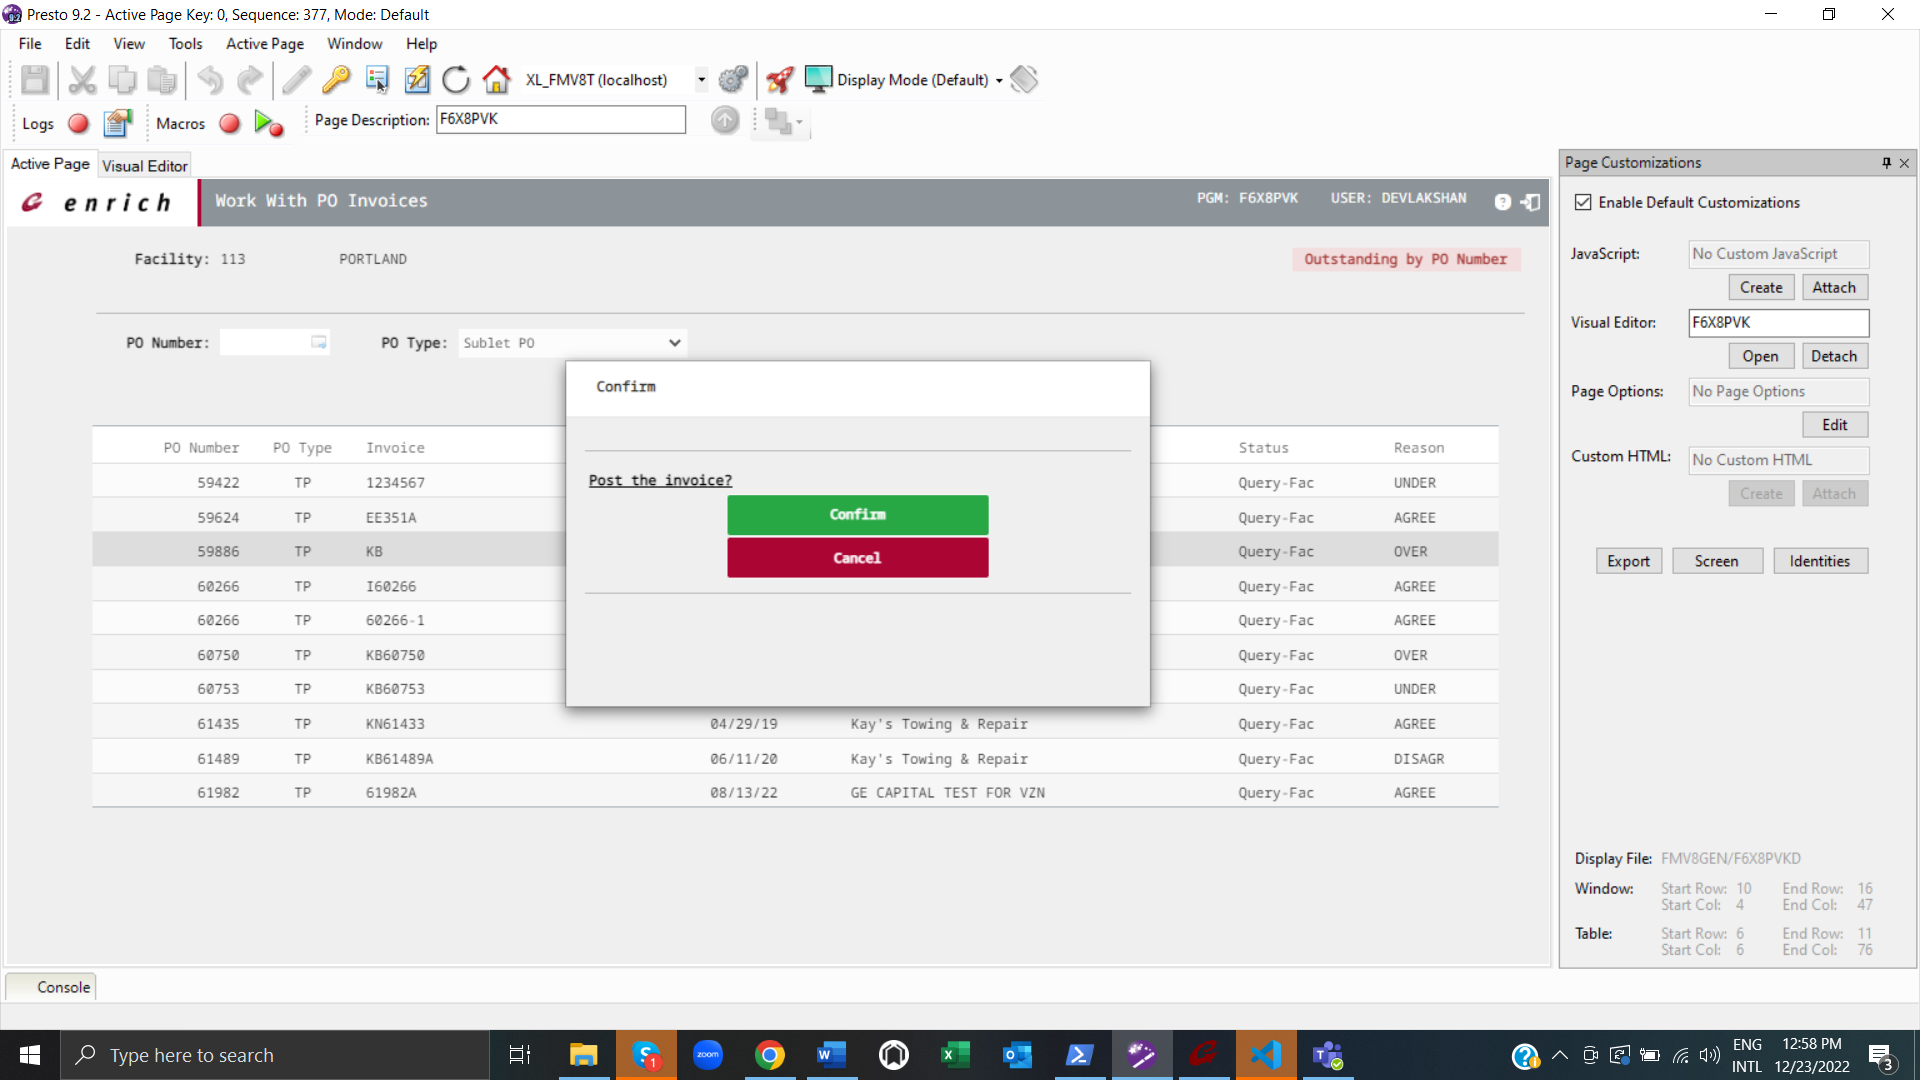 Presto 9.2 - Active Page Key: 0, Sequence: 377, Mode: Default
File Edit View Tools Active Page Window Help
XL_FMV8T (localhost) Display Mode (Default)
Logs Macros Page Description: F6X8PVK
Active Page Visual Editor
enrich Work With PO Invoices PGM: F6X8PVK USER: DEVLAKSHAN
Facility: 113 PORTLAND Outstanding by PO Number
PO Number: PO Type: Sublet PO
Confirm
Post the invoice?
Confirm
Cancel
PO Number PO Type Invoice Status Reason
59422 TP 1234567 Query-Fac UNDER
59624 TP EE351A Query-Fac AGREE
59886 TP KB Query-Fac OVER
60266 TP I60266 Query-Fac AGREE
60266 TP 60266-1 Query-Fac AGREE
60750 TP KB60750 Query-Fac OVER
60753 TP KB60753 Query-Fac UNDER
61435 TP KN61433 04/29/19 Kay's Towing & Repair Query-Fac AGREE
61489 TP KB61489A 06/11/20 Kay's Towing & Repair Query-Fac DISAGR
61982 TP 61982A 08/13/22 GE CAPITAL TEST FOR VZN Query-Fac AGREE
Page Customizations
Enable Default Customizations
JavaScript: No Custom JavaScript
Create Attach
Visual Editor: F6X8PVK
Open Detach
Page Options: No Page Options
Edit
Custom HTML: No Custom HTML
Create Attach
Export Screen Identities
Display File: FMV8GEN/F6X8PVKD
Window: Start Row: 10 End Row: 16
Start Col: 4 End Col: 47
Table: Start Row: 6 End Row: 11
Start Col: 6 End Col: 76
Console
Type here to search
1
zoom
ENG
INTL
12:58 PM
12/23/2022
3